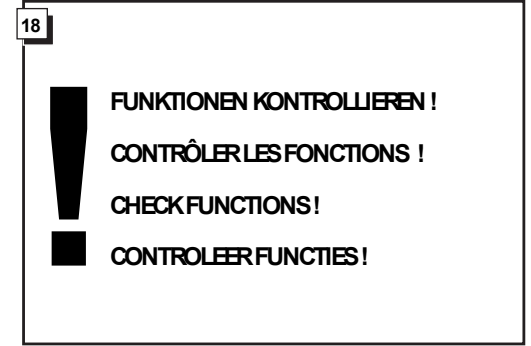 18
! FUNKTIONEN KONTROLLIEREN !
CONTRÔLER LES FONCTIONS !
CHECK FUNCTIONS !
CONTROLEER FUNCTIES !